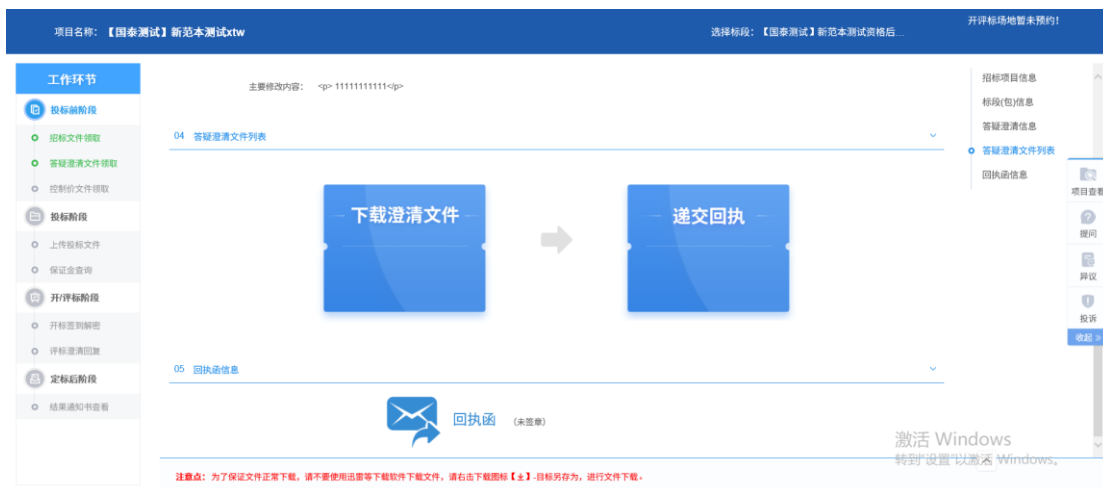 项目名称：【国泰测试】新范本测试xtw
选择标段：【国泰测试】新范本测试资格后...
开评标场地暂未预约！
工作环节
投标前阶段
招标文件领取
答疑澄清文件领取
控制价文件领取
投标阶段
上传投标文件
保证金查询
开/评标阶段
开标签到解密
评标澄清回复
定标后阶段
结果通知书查看
主要修改内容： <p> 11111111111</p>
04 答疑澄清文件列表
下载澄清文件
递交回执
05 回执函信息
回执函 （未签章）
招标项目信息
标段(包)信息
答疑澄清信息
答疑澄清文件列表
回执函信息
项目查看
提问
异议
投诉
收起 »
激活 Windows
转到"设置"以激活 Windows。
注意点：为了保证文件正常下载，请不要使用迅雷等下载软件下载文件，请右击下载图标【±】-目标另存为，进行文件下载。